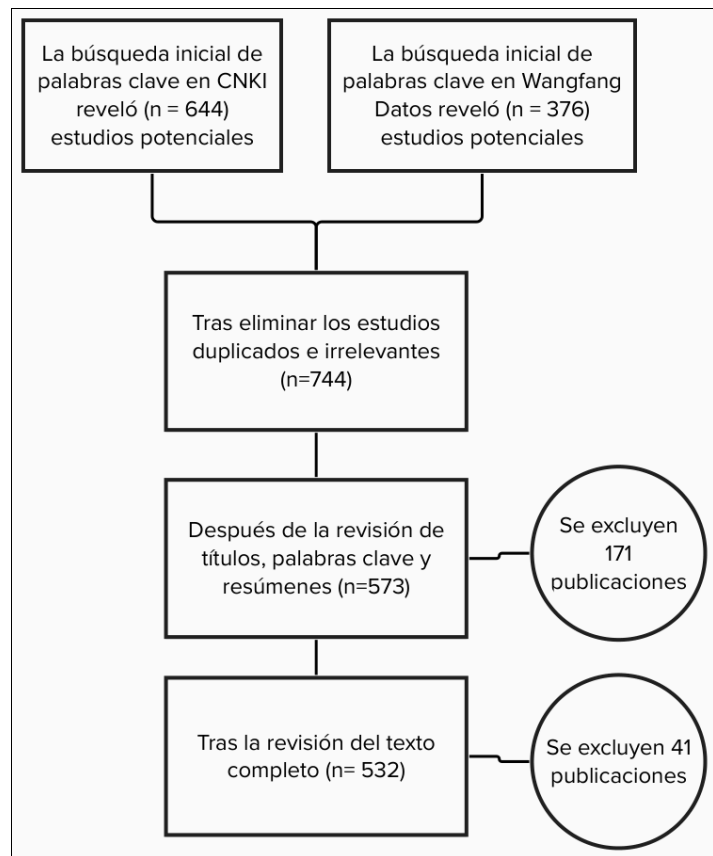 La búsqueda inicial de
palabras clave en CNKI
reveló (n = 644)
estudios potenciales
La búsqueda inicial de
palabras clave en Wangfang
Datos reveló (n = 376)
estudios potenciales
Tras eliminar los estudios
duplicados e irrelevantes
(n=744)
Después de la revisión de
títulos, palabras clave y
resúmenes (n=573)
Se excluyen
171
publicaciones
Tras la revisión del texto
completo (n= 532)
Se excluyen 41
publicaciones